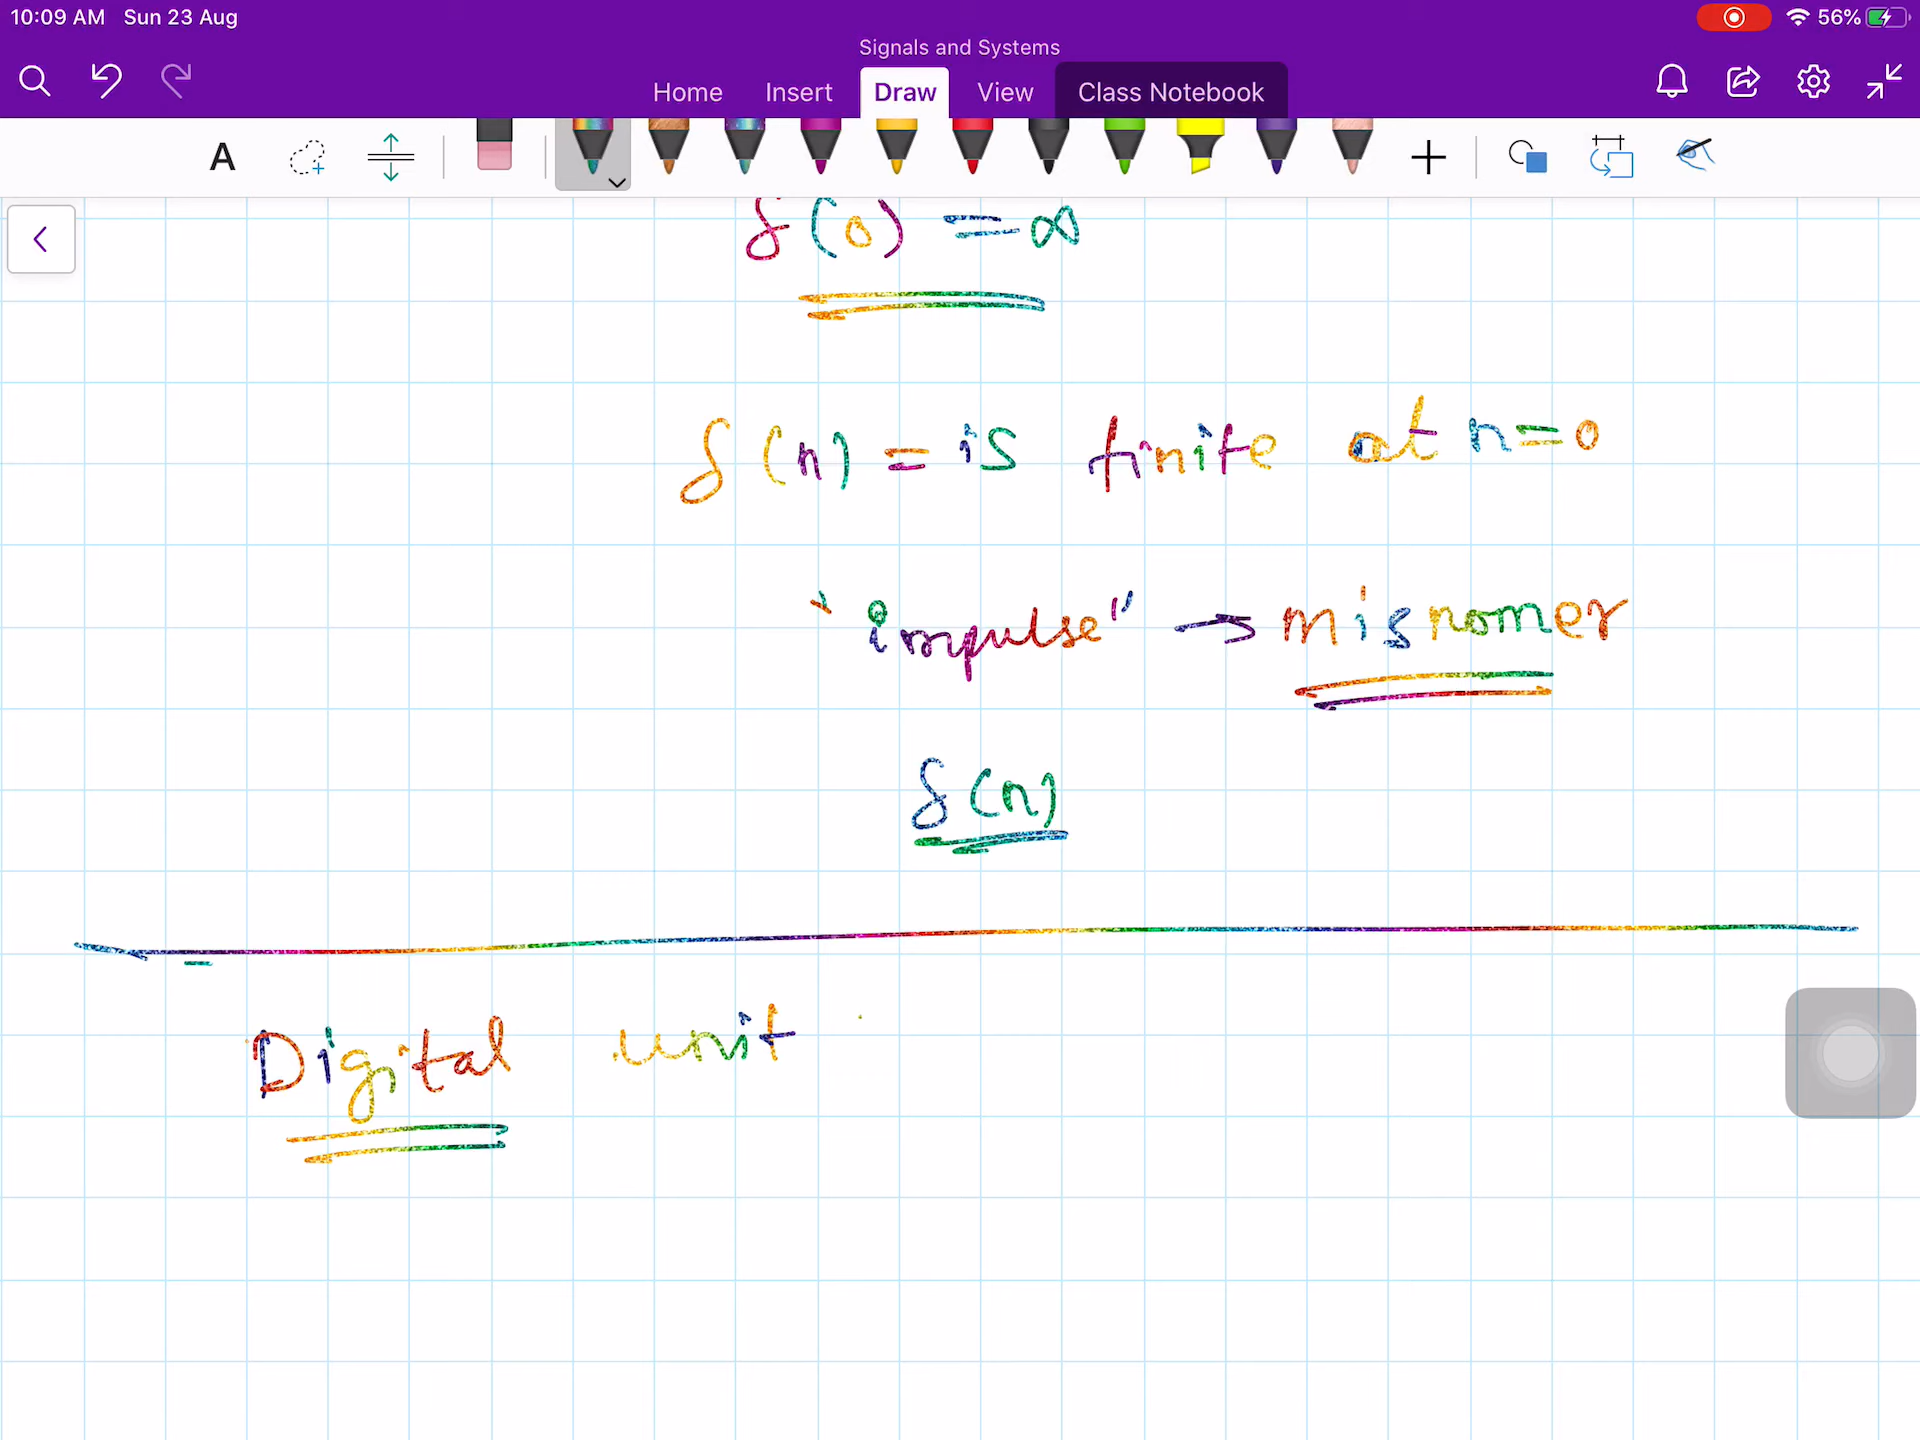 10:09 AM Sun 23 Aug 56%
Signals and Systems
Home Insert Draw View Class Notebook
A
δ(0) = ∞
δ(n) = is finite at n=0
"impulse" → misnomer
δ(n)
Digital unit